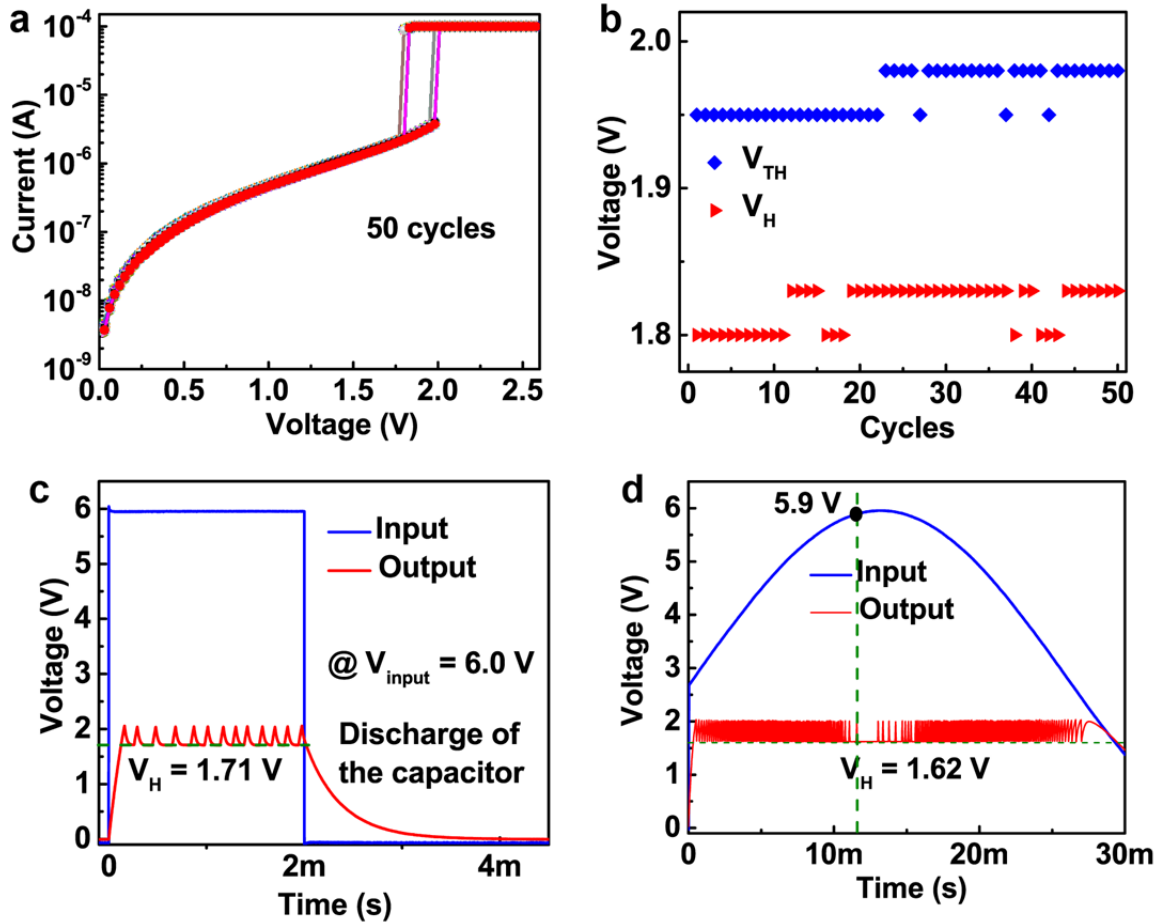 a
10⁻⁴
10⁻⁵
10⁻⁶
10⁻⁷
10⁻⁸
10⁻⁹
Current (A)
50 cycles
0.0 0.5 1.0 1.5 2.0 2.5
Voltage (V)
b
2.0
1.9
1.8
Voltage (V)
V_TH
V_H
0 10 20 30 40 50
Cycles
c
6
5
4
3
2
1
0
Voltage (V)
Input
Output
@ V_input = 6.0 V
Discharge of
the capacitor
V_H = 1.71 V
0 2m 4m
Time (s)
d
6
5
4
3
2
1
0
Voltage (V)
5.9 V
Input
Output
V_H = 1.62 V
0 10m 20m 30m
Time (s)